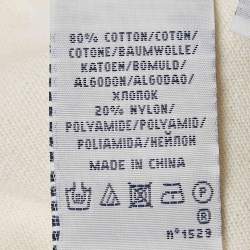 80% COTTON/COTON/
COTONE/BAUMWOLLE/
KATOEN/BOMULD/
ALGODON/ALGODAO/
ХЛОПОК
20% NYLON/
POLYAMIDE/POLYAMID/
POLIAMIDA/НЕЙЛОН
MADE IN CHINA
P
®
n°1529